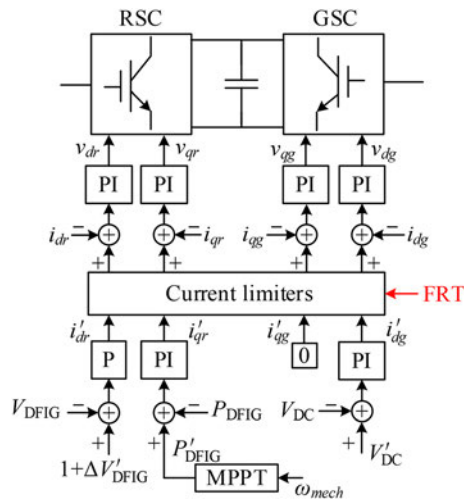 RSC GSC
v_dr v_qr v_qg v_dg
PI PI PI PI
i_dr − + − i_qr i_qg − + − i_dg
+ + + +
Current limiters FRT
i'_dr i'_qr i'_qg i'_dg
P PI 0 PI
V_DFIG − + + − P_DFIG V_DC − +
+ + +
1+ΔV'_DFIG P'_DFIG V'_DC
MPPT ω_mech